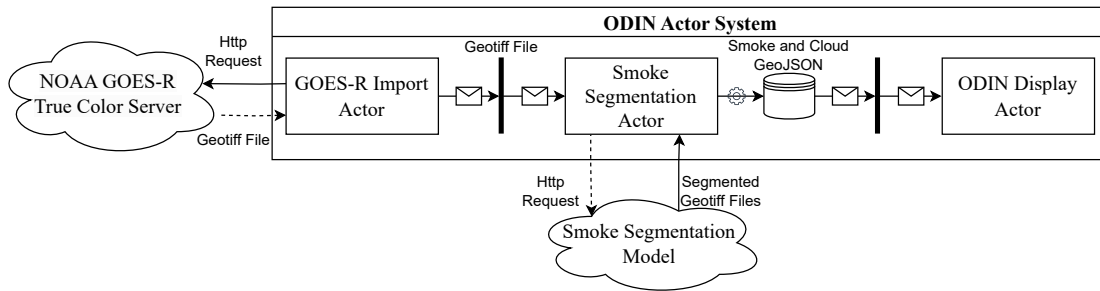 ODIN Actor System
Http
Request
NOAA GOES-R
True Color Server
Geotiff File
GOES-R Import
Actor
Geotiff File
Smoke
Segmentation
Actor
Smoke and Cloud
GeoJSON
ODIN Display
Actor
Http
Request
Segmented
Geotiff Files
Smoke Segmentation
Model